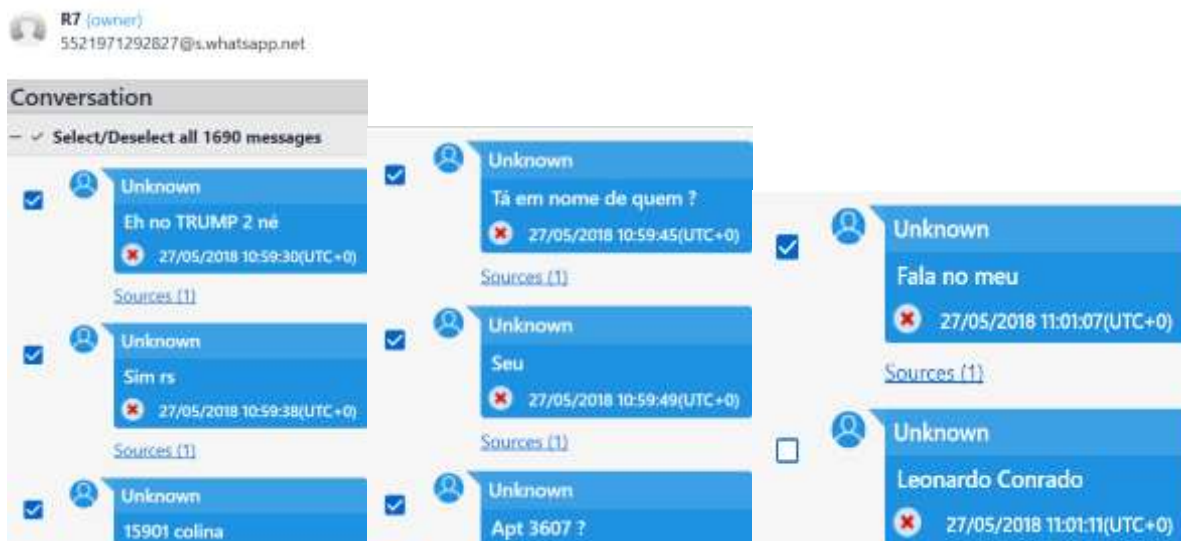 R7 (owner)
5521971292827@s.whatsapp.net
Conversation
Select/Deselect all 1690 messages
Unknown
Eh no TRUMP 2 né
27/05/2018 10:59:30(UTC+0)
Sources (1)
Unknown
Sim rs
27/05/2018 10:59:38(UTC+0)
Sources (1)
Unknown
15901 colina
Unknown
Tá em nome de quem ?
27/05/2018 10:59:45(UTC+0)
Sources (1)
Unknown
Seu
27/05/2018 10:59:49(UTC+0)
Sources (1)
Unknown
Apt 3607 ?
Unknown
Fala no meu
27/05/2018 11:01:07(UTC+0)
Sources (1)
Unknown
Leonardo Conrado
27/05/2018 11:01:11(UTC+0)